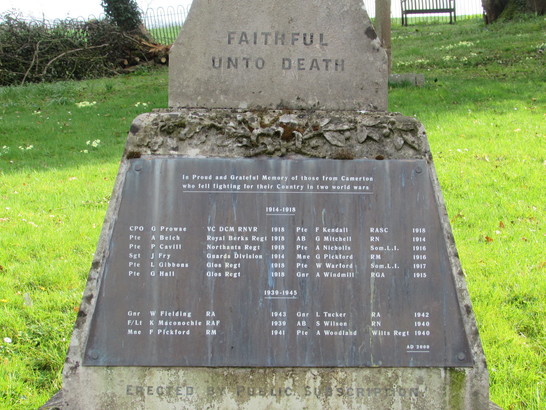 FAITHFUL
UNTO DEATH
In Proud and Grateful Memory of those from Camerton
who fell fighting for their Country in two world wars
1914-1918
CPO G Prowse VC DCM RNVR 1918 Pte F Kendall RASC 1918
Pte A Balch Royal Berks Regt 1918 AB G Mitchell RN 1914
Pte P Cavill Northants Regt 1918 Pte A Nicholls Som.L.I. 1916
Sgt J Fry Guards Division 1914 Mne G Pickford RM 1916
Pte L Gibbons Glos Regt 1918 Pte W Warford Som.L.I. 1917
Pte G Hall Glos Regt 1918 Gnr A Windmill RGA 1915
1939-1945
Gnr W Fielding RA 1943 Gnr L Tucker RA 1942
F/Lt K Maconochie RAF 1939 AB S Wilson RN 1940
Mne P Pickford RM 1941 Pte A Woodland Wilts Regt 1940
AD 2000
ERECTED BY PUBLIC SUBSCRIPTION